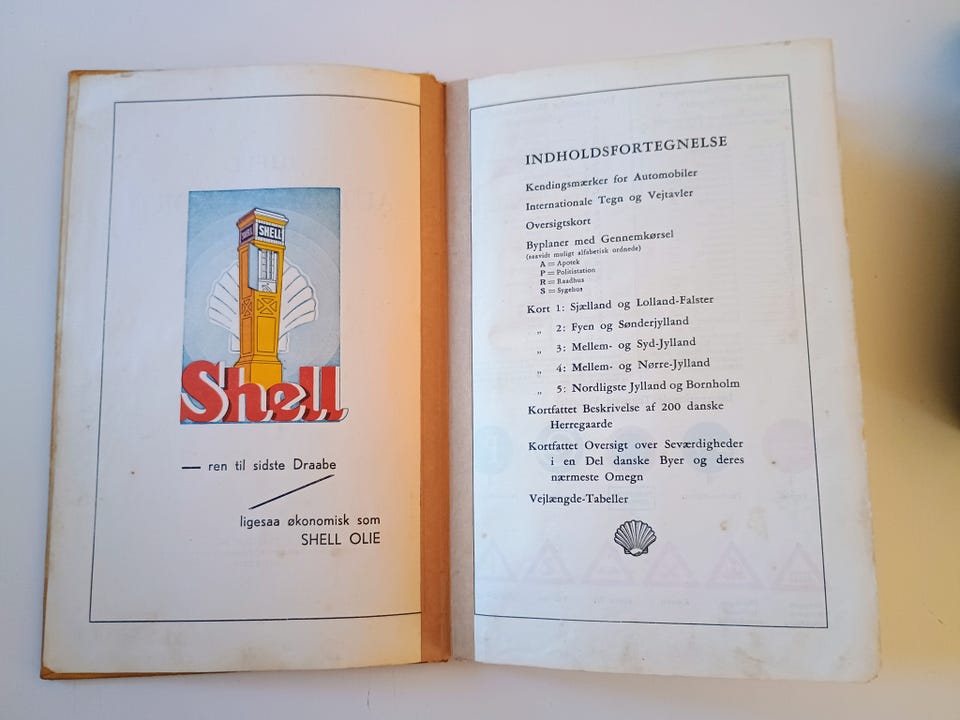 SHELL
SHELL
Shell
— ren til sidste Draabe
ligesaa økonomisk som
SHELL OLIE
INDHOLDSFORTEGNELSE
Kendingsmærker for Automobiler
Internationale Tegn og Vejtavler
Oversigtskort
Byplaner med Gennemkørsel
(saavidt muligt alfabetisk ordnede)
A = Apotek
P = Politistation
R = Raadhus
S = Sygehus
Kort 1: Sjælland og Lolland-Falster
„ 2: Fyen og Sønderjylland
„ 3: Mellem- og Syd-Jylland
„ 4: Mellem- og Nørre-Jylland
„ 5: Nordligste Jylland og Bornholm
Kortfattet Beskrivelse af 200 danske
Herregaarde
Kortfattet Oversigt over Seværdigheder
i en Del danske Byer og deres
nærmeste Omegn
Vejlængde-Tabeller